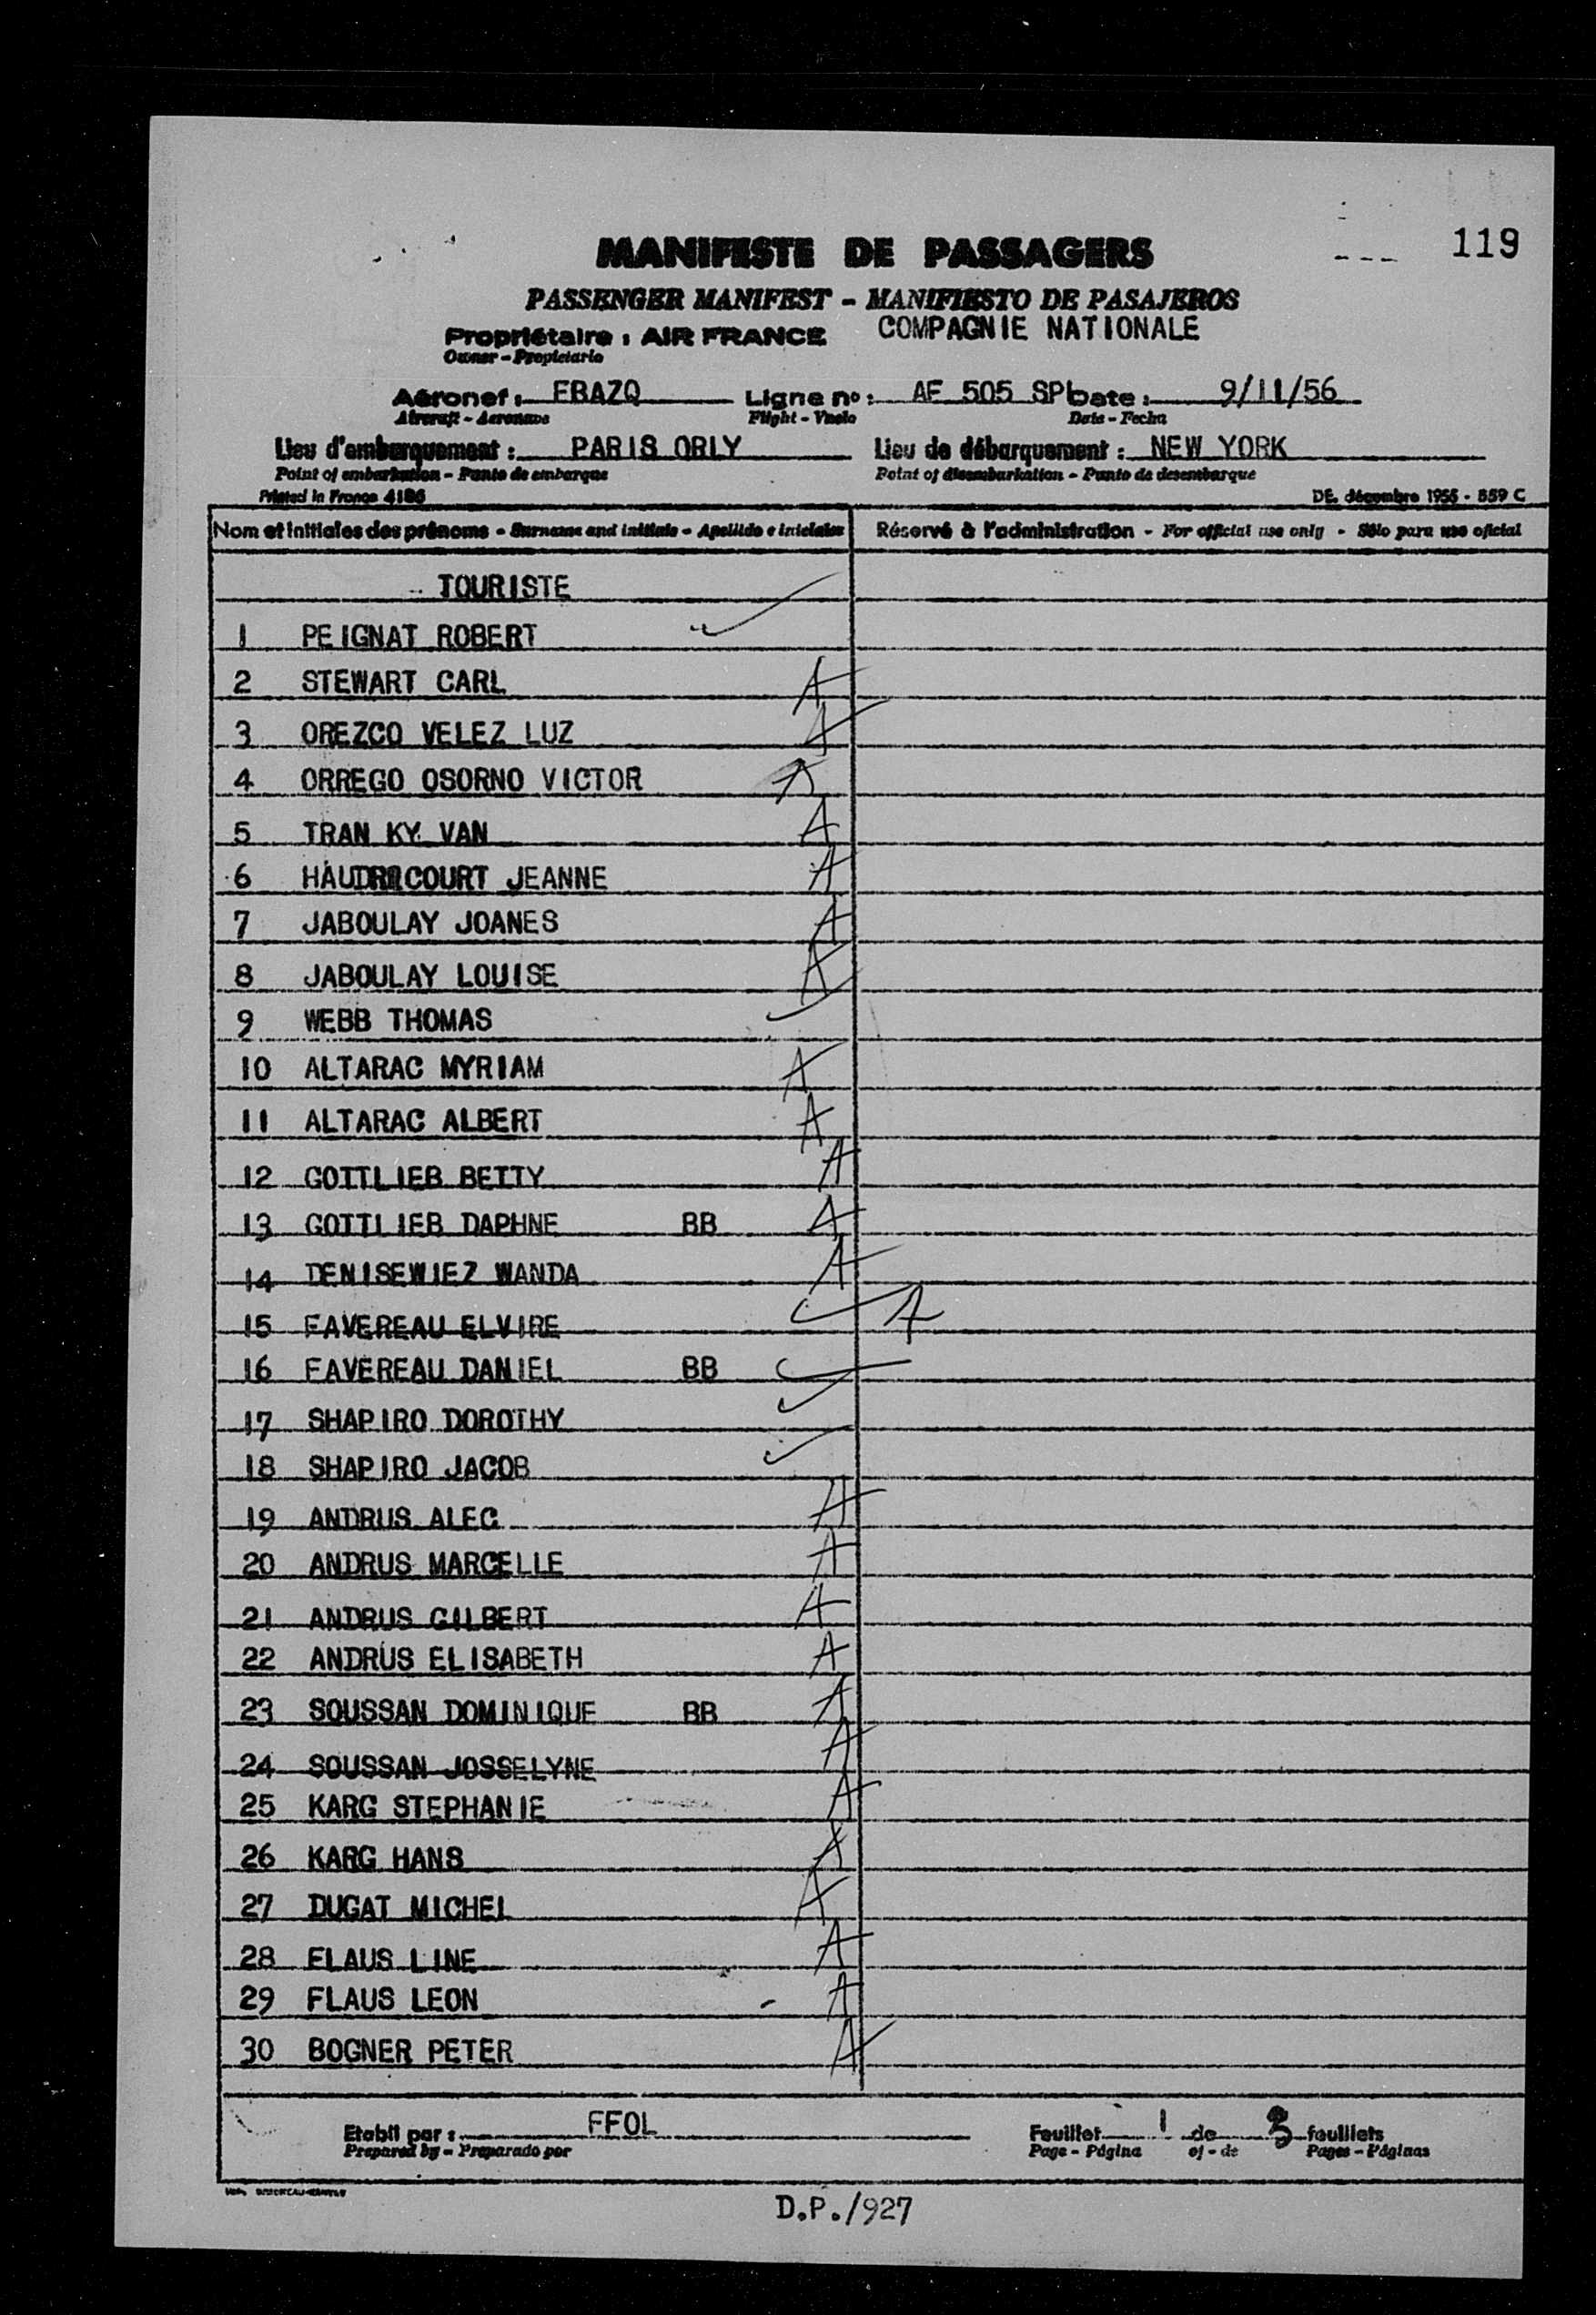 119
MANIFESTE DE PASSAGERS
PASSENGER MANIFEST - MANIFIESTO DE PASAJEROS
Propriétaire : AIR FRANCE COMPAGNIE NATIONALE
Owner - Propietario
Aéronef : FBAZQ Ligne no : AF 505 SPL Date : 9/11/56
Aircraft - Aeronave Flight - Vuelo Date - Fecha
Lieu d'embarquement : PARIS ORLY Lieu de débarquement : NEW YORK
Point of embarkation - Punto de embarque Point of disembarkation - Punto de desembarque
Printed in France 4186 DE. décembre 1955 - 859 C
Nom et initiales des prénoms - Surname and initials - Apellido e iniciales Réservé à l'administration - For official use only - Sólo para uso oficial
TOURISTE
1 PEIGNAT ROBERT
2 STEWART CARL A
3 OREZCO VELEZ LUZ A
4 ORREGO OSORNO VICTOR A
5 TRAN KY VAN A
6 HAUDRICOURT JEANNE A
7 JABOULAY JOANES A
8 JABOULAY LOUISE A
9 WEBB THOMAS
10 ALTARAC MYRIAM A
11 ALTARAC ALBERT A
12 GOTTLIEB BETTY A
13 GOTTLIEB DAPHNE BB A
14 DENISEWIEZ WANDA A
15 FAVEREAU ELVIRE A
16 FAVEREAU DANIEL BB
17 SHAPIRO DOROTHY
18 SHAPIRO JACOB
19 ANDRUS ALEC A
20 ANDRUS MARCELLE A
21 ANDRUS GILBERT A
22 ANDRUS ELISABETH A
23 SOUSSAN DOMINIQUE BB A
24 SOUSSAN JOSSELYNE A
25 KARG STEPHANIE A
26 KARG HANS A
27 DUGAT MICHEL A
28 FLAUS LINE A
29 FLAUS LEON A
30 BOGNER PETER A
Etabli par : FFOL Feuillet 1 de 3 feuillets
Prepared by - Preparado por Page - Página of - de Pages - Páginas
D.P./927